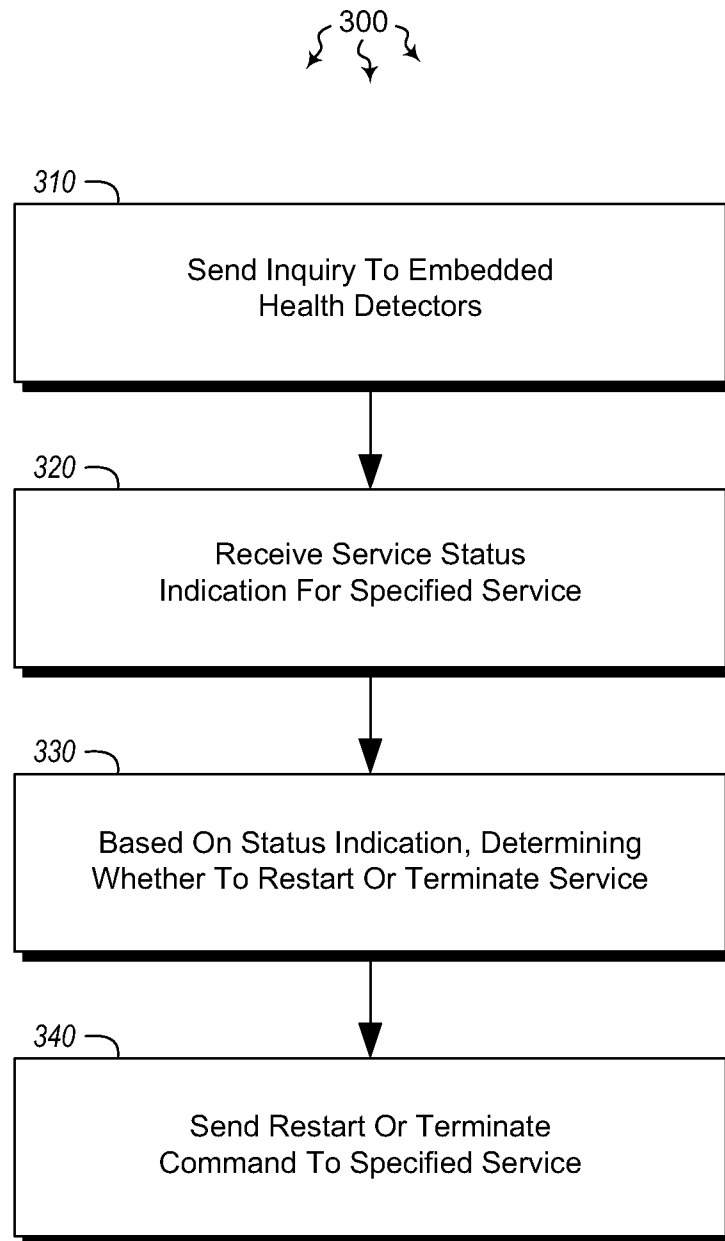 300
310
Send Inquiry To Embedded
Health Detectors
320
Receive Service Status
Indication For Specified Service
330
Based On Status Indication, Determining
Whether To Restart Or Terminate Service
340
Send Restart Or Terminate
Command To Specified Service